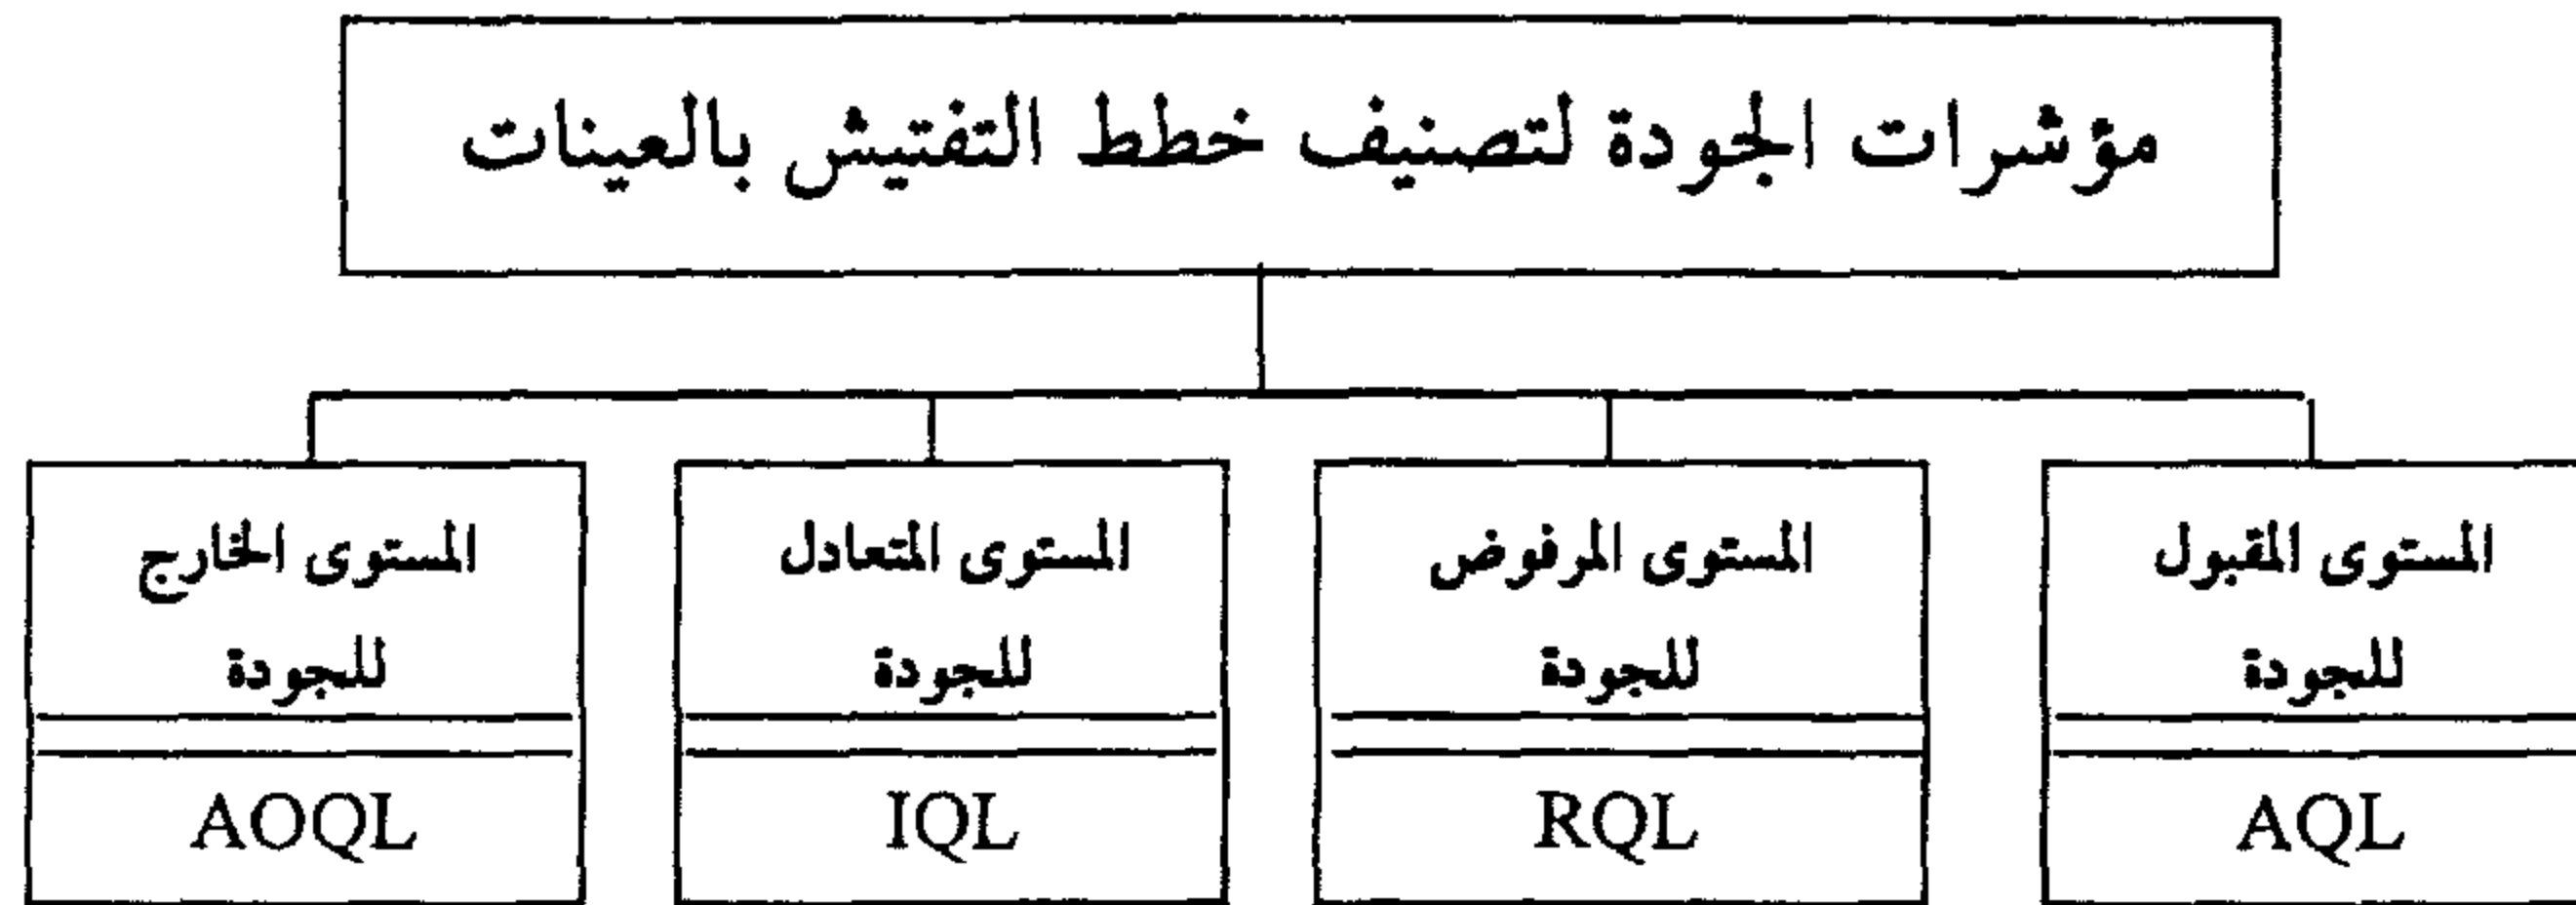 مؤشرات الجودة لتصنيف خطط التفتيش بالعينات
المستوى المقبول
للجودة
AQL
المستوى المرفوض
للجودة
RQL
المستوى المتعادل
للجودة
IQL
المستوى الخارج
للجودة
AOQL